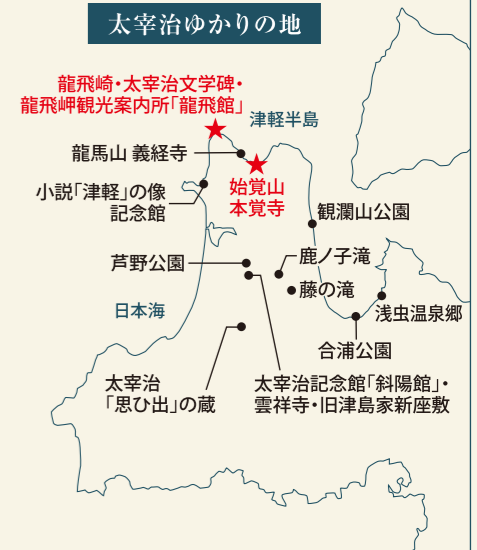 太宰治ゆかりの地
龍飛崎・太宰治文学碑・
龍飛岬観光案内所「龍飛館」
津軽半島
龍馬山 義経寺
始覚山
本覚寺
小説「津軽」の像
記念館
観瀾山公園
芦野公園
鹿ノ子滝
藤の滝
日本海
浅虫温泉郷
合浦公園
太宰治
「思ひ出」の蔵
太宰治記念館「斜陽館」・
雲祥寺・旧津島家新座敷